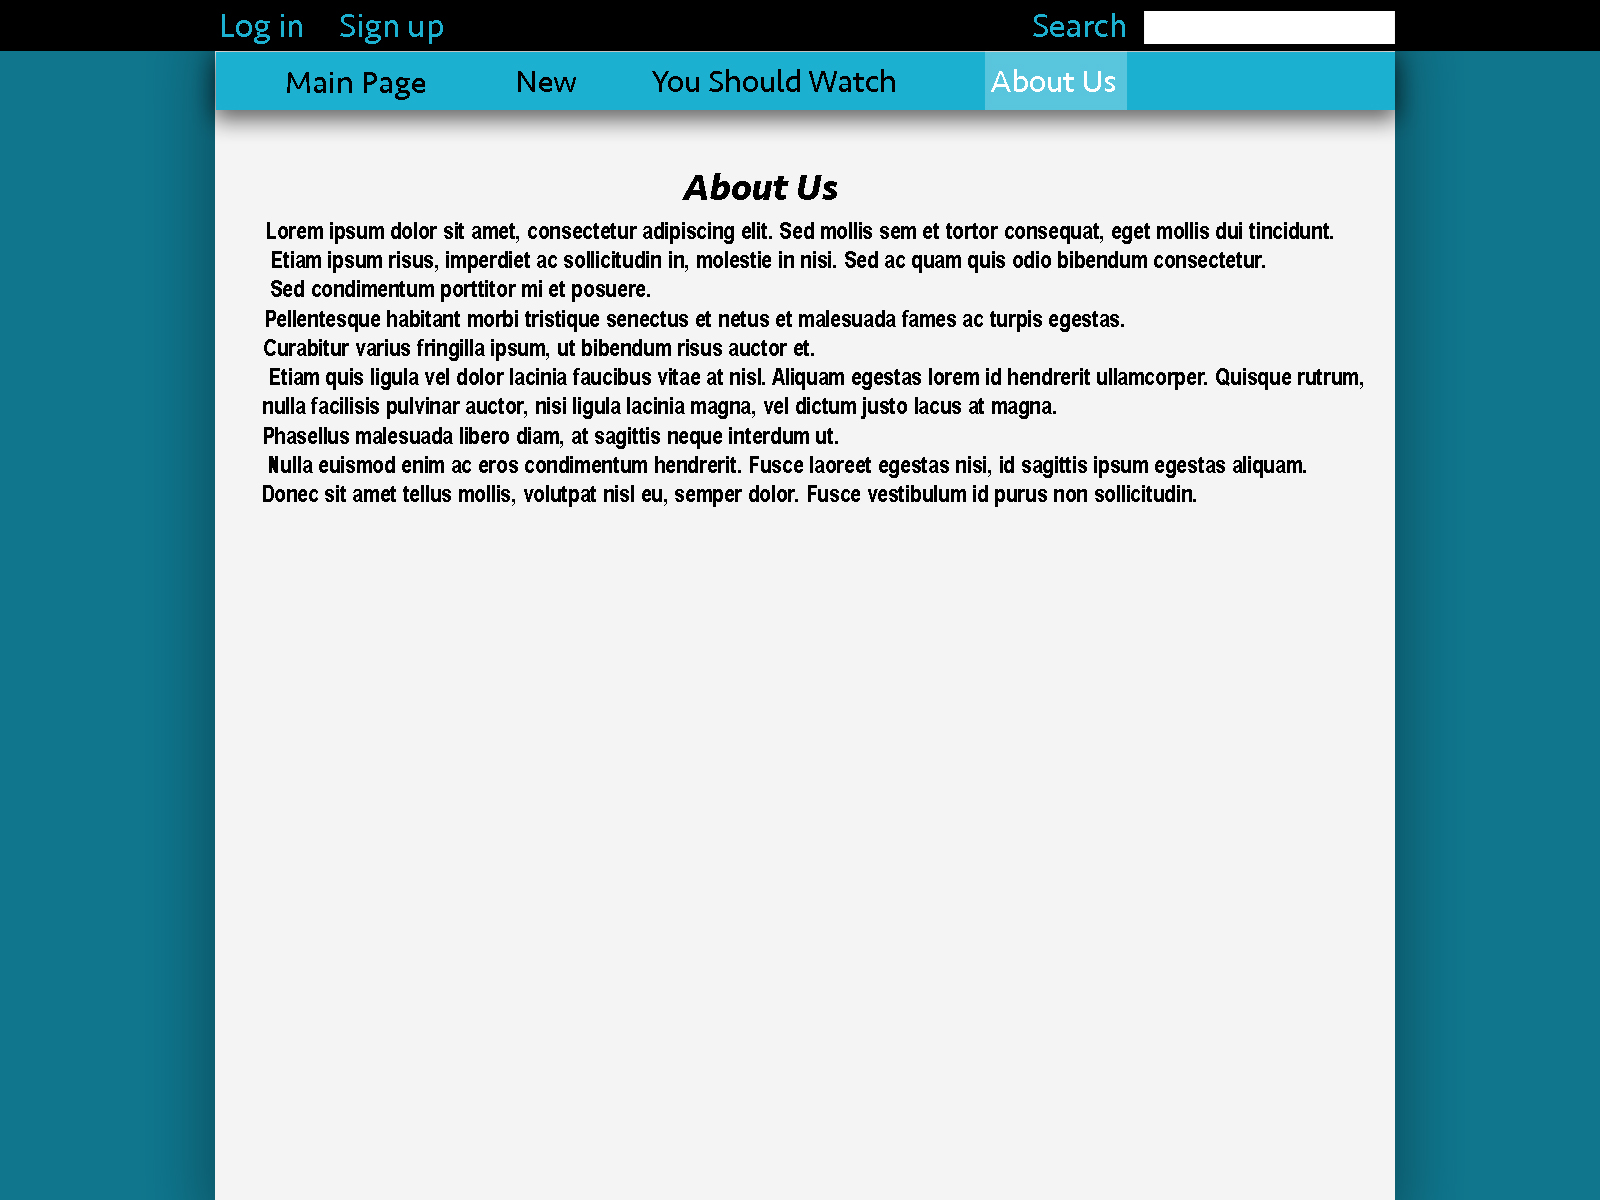 Log in Sign up Search
Main Page New You Should Watch About Us
About Us
Lorem ipsum dolor sit amet, consectetur adipiscing elit. Sed mollis sem et tortor consequat, eget mollis dui tincidunt.
Etiam ipsum risus, imperdiet ac sollicitudin in, molestie in nisi. Sed ac quam quis odio bibendum consectetur.
Sed condimentum porttitor mi et posuere.
Pellentesque habitant morbi tristique senectus et netus et malesuada fames ac turpis egestas.
Curabitur varius fringilla ipsum, ut bibendum risus auctor et.
Etiam quis ligula vel dolor lacinia faucibus vitae at nisl. Aliquam egestas lorem id hendrerit ullamcorper. Quisque rutrum,
nulla facilisis pulvinar auctor, nisi ligula lacinia magna, vel dictum justo lacus at magna.
Phasellus malesuada libero diam, at sagittis neque interdum ut.
Nulla euismod enim ac eros condimentum hendrerit. Fusce laoreet egestas nisi, id sagittis ipsum egestas aliquam.
Donec sit amet tellus mollis, volutpat nisl eu, semper dolor. Fusce vestibulum id purus non sollicitudin.